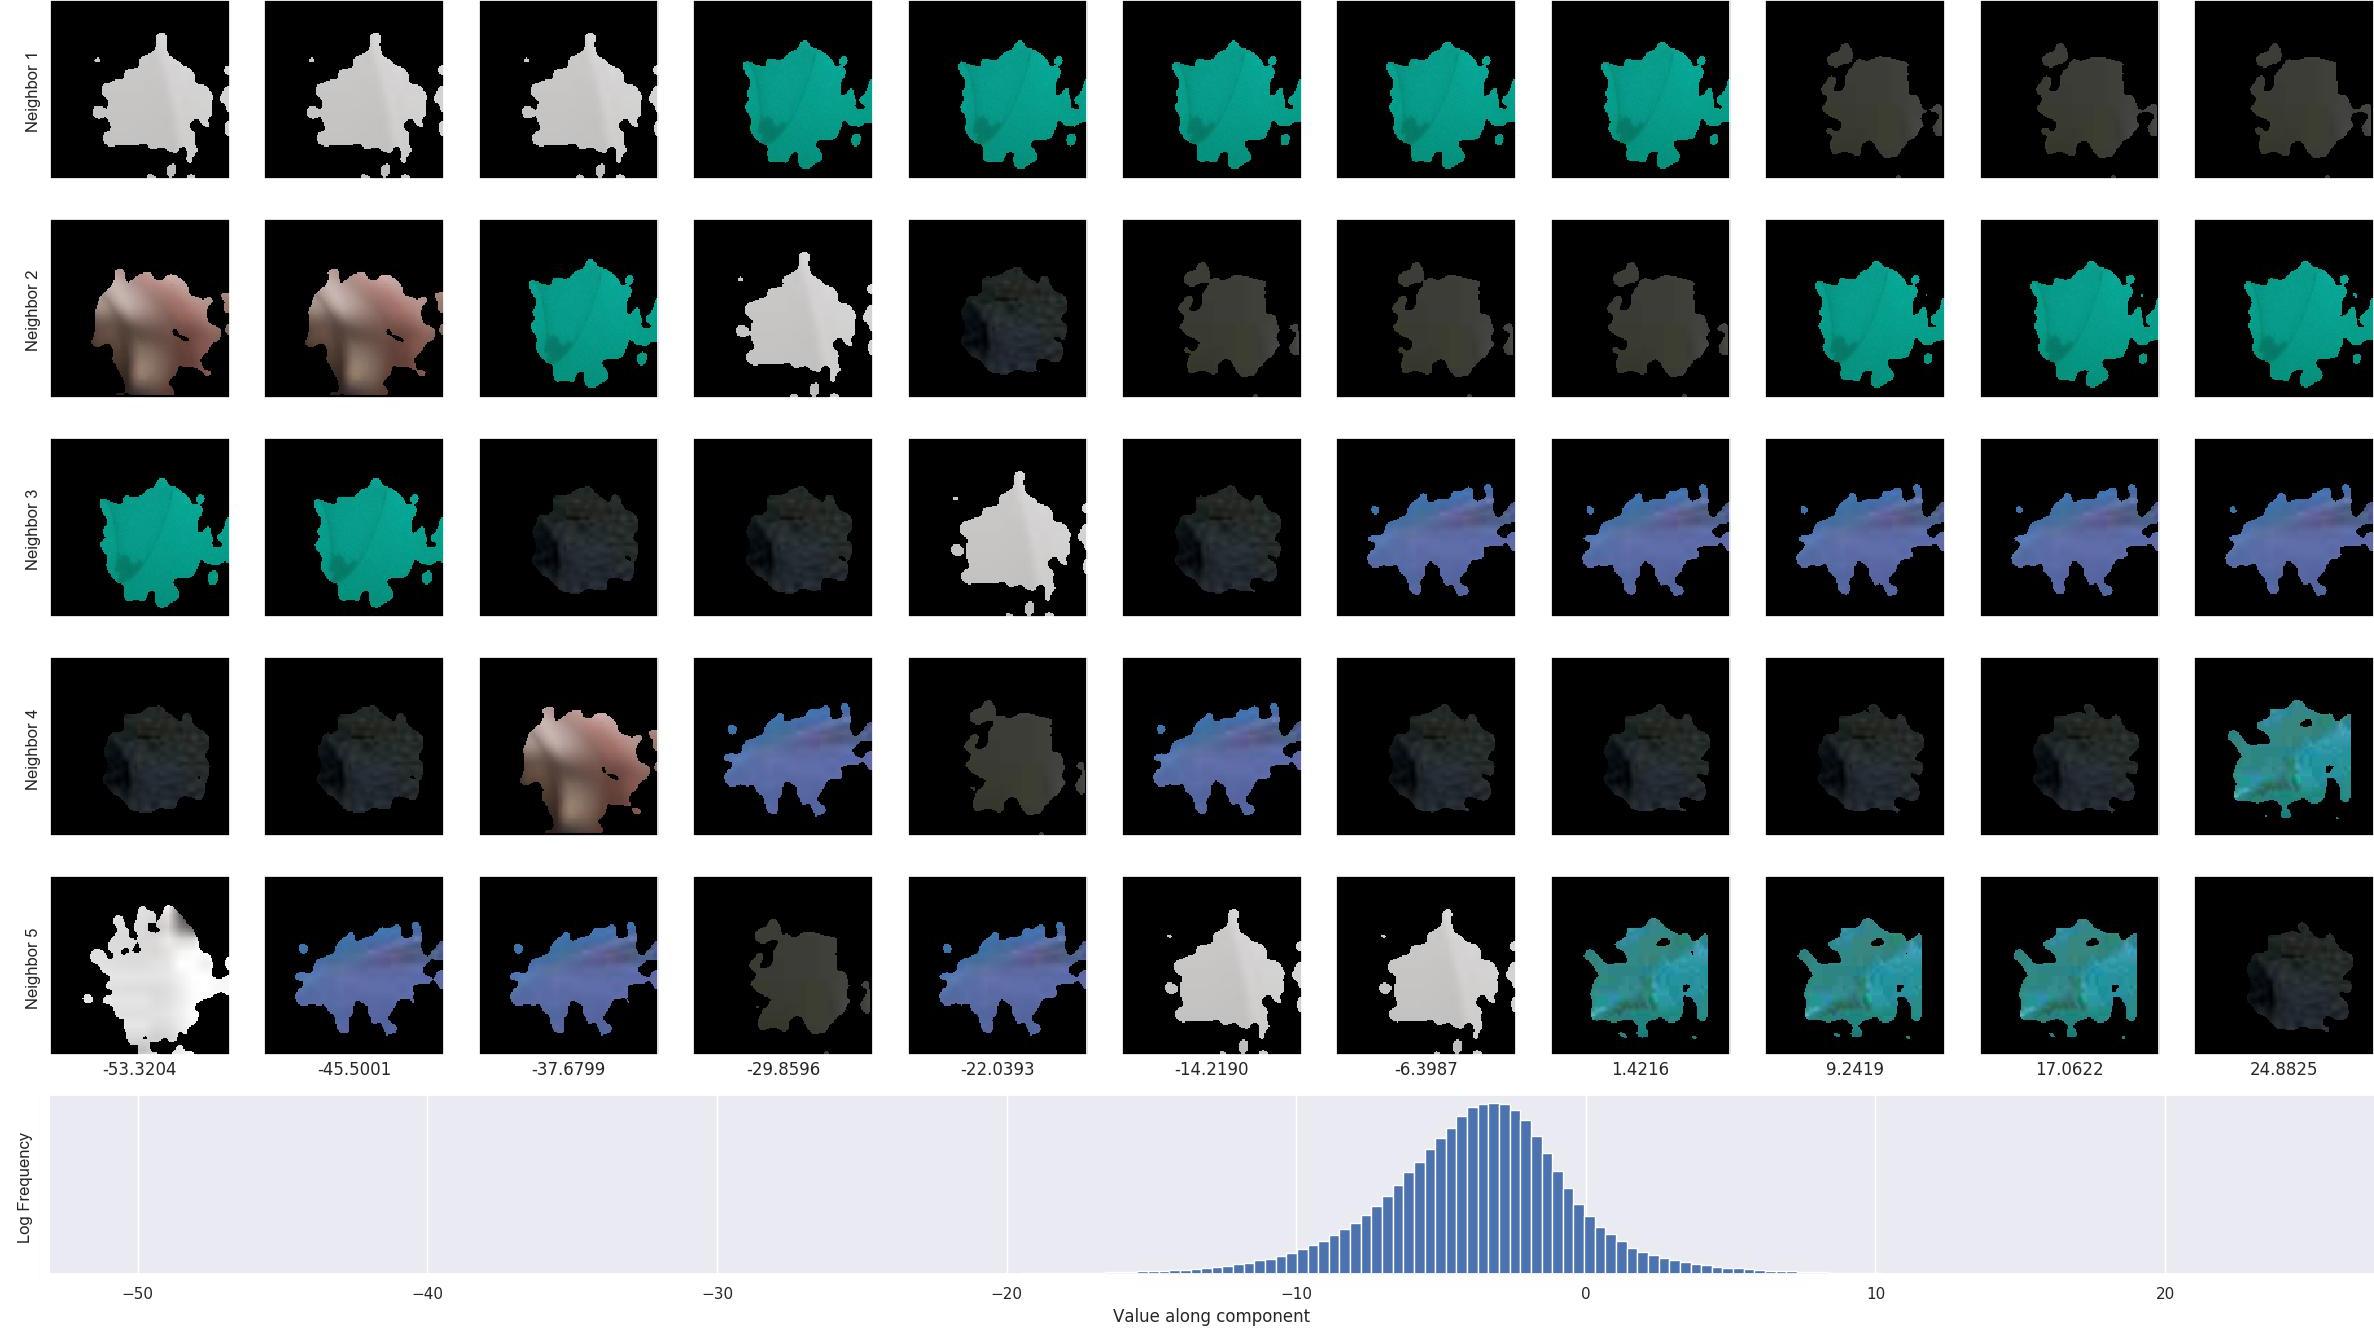 Neighbor 1
Neighbor 2
Neighbor 3
Neighbor 4
Neighbor 5
-53.3204 -45.5001 -37.6799 -29.8596 -22.0393 -14.2190 -6.3987 1.4216 9.2419 17.0622 24.8825
Log Frequency
−50 −40 −30 −20 −10 0 10 20
Value along component